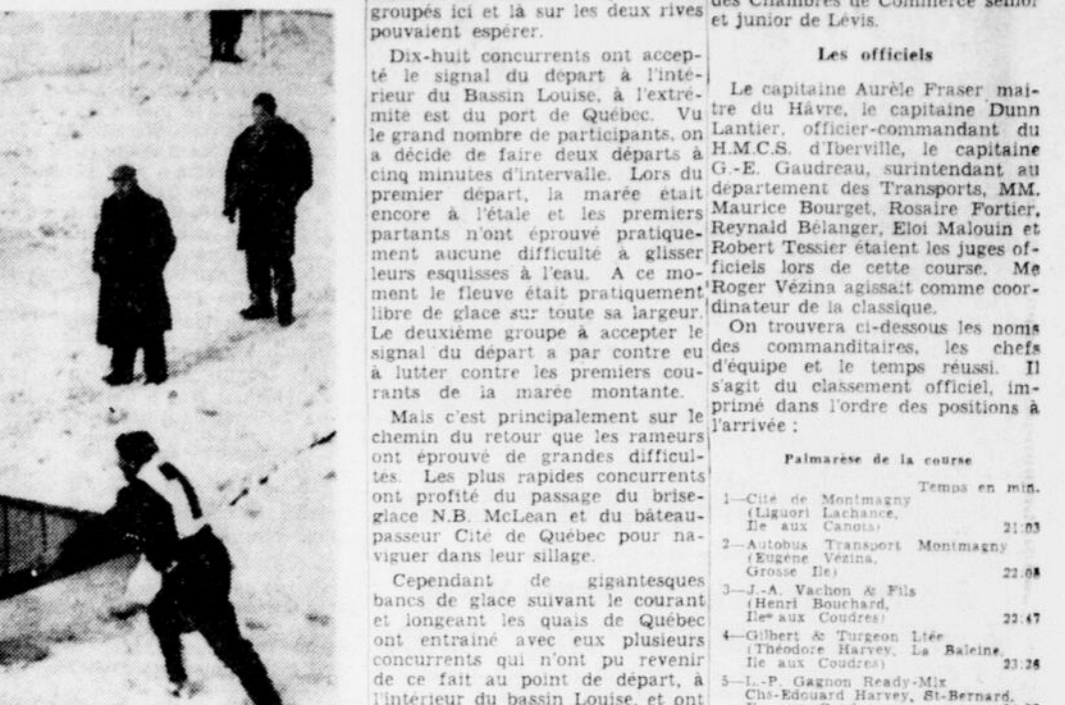 groupés ici et là sur les deux rives
pouvaient espérer.
Dix-huit concurrents ont accep-
té le signal du départ à l'inté-
rieur du Bassin Louise, à l'extré-
mité est du port de Québec. Vu
le grand nombre de participants, on
a décide de faire deux départs à
cinq minutes d'intervalle. Lors du
premier départ, la marée était
encore à l'étale et les premiers
partants n'ont éprouvé pratique-
ment aucune difficulté à glisser
leurs esquisses à l'eau. A ce mo-
ment le fleuve était pratiquement
libre de glace sur toute sa largeur.
Le deuxième groupe à accepter le
signal du départ a par contre eu
à lutter contre les premiers cou-
rants de la marée montante.
Mais c'est principalement sur le
chemin du retour que les rameurs
ont éprouvé de grandes difficul-
tés. Les plus rapides concurrents
ont profité du passage du brise-
glace N.B. McLean et du bâteau-
passeur Cité de Québec pour na-
viguer dans leur sillage.
Cependant de gigantesques
bancs de glace suivant le courant
et longeant les quais de Québec
ont entrainé avec eux plusieurs
concurrents qui n'ont pu revenir
de ce fait au point de départ, à
l'intérieur du bassin Louise, et ont
des Chambres de Commerce senior
et junior de Lévis.
Les officiels
Le capitaine Aurèle Fraser mai-
tre du Hâvre, le capitaine Dunn
Lantier, officier-commandant du
H.M.C.S. d'Iberville, le capitaine
G.-E. Gaudreau, surintendant au
département des Transports, MM.
Maurice Bourget, Rosaire Fortier,
Reynald Bélanger, Eloi Malouin et
Robert Tessier étaient les juges of-
ficiels lors de cette course. Me
Roger Vézina agissait comme coor-
dinateur de la classique.
On trouvera ci-dessous les noms
des commanditaires, les chefs
d'équipe et le temps réussi. Il
s'agit du classement officiel, im-
primé dans l'ordre des positions à
l'arrivée :
Palmarèse de la course
Temps en min.
1—Cité de Montmagny
(Liguori Lachance,
Ile aux Canots) 21:03
2—Autobus Transport Montmagny
(Eugène Vézina,
Grosse Ile) 22.08
3—J.-A. Vachon & Fils
(Henri Bouchard,
Ile aux Coudres) 22:47
4—Gilbert & Turgeon Ltée
(Théodore Harvey, La Baleine,
Ile aux Coudres) 23:26
5—L.-P. Gagnon Ready-Mix
Chs-Edouard Harvey, St-Bernard,